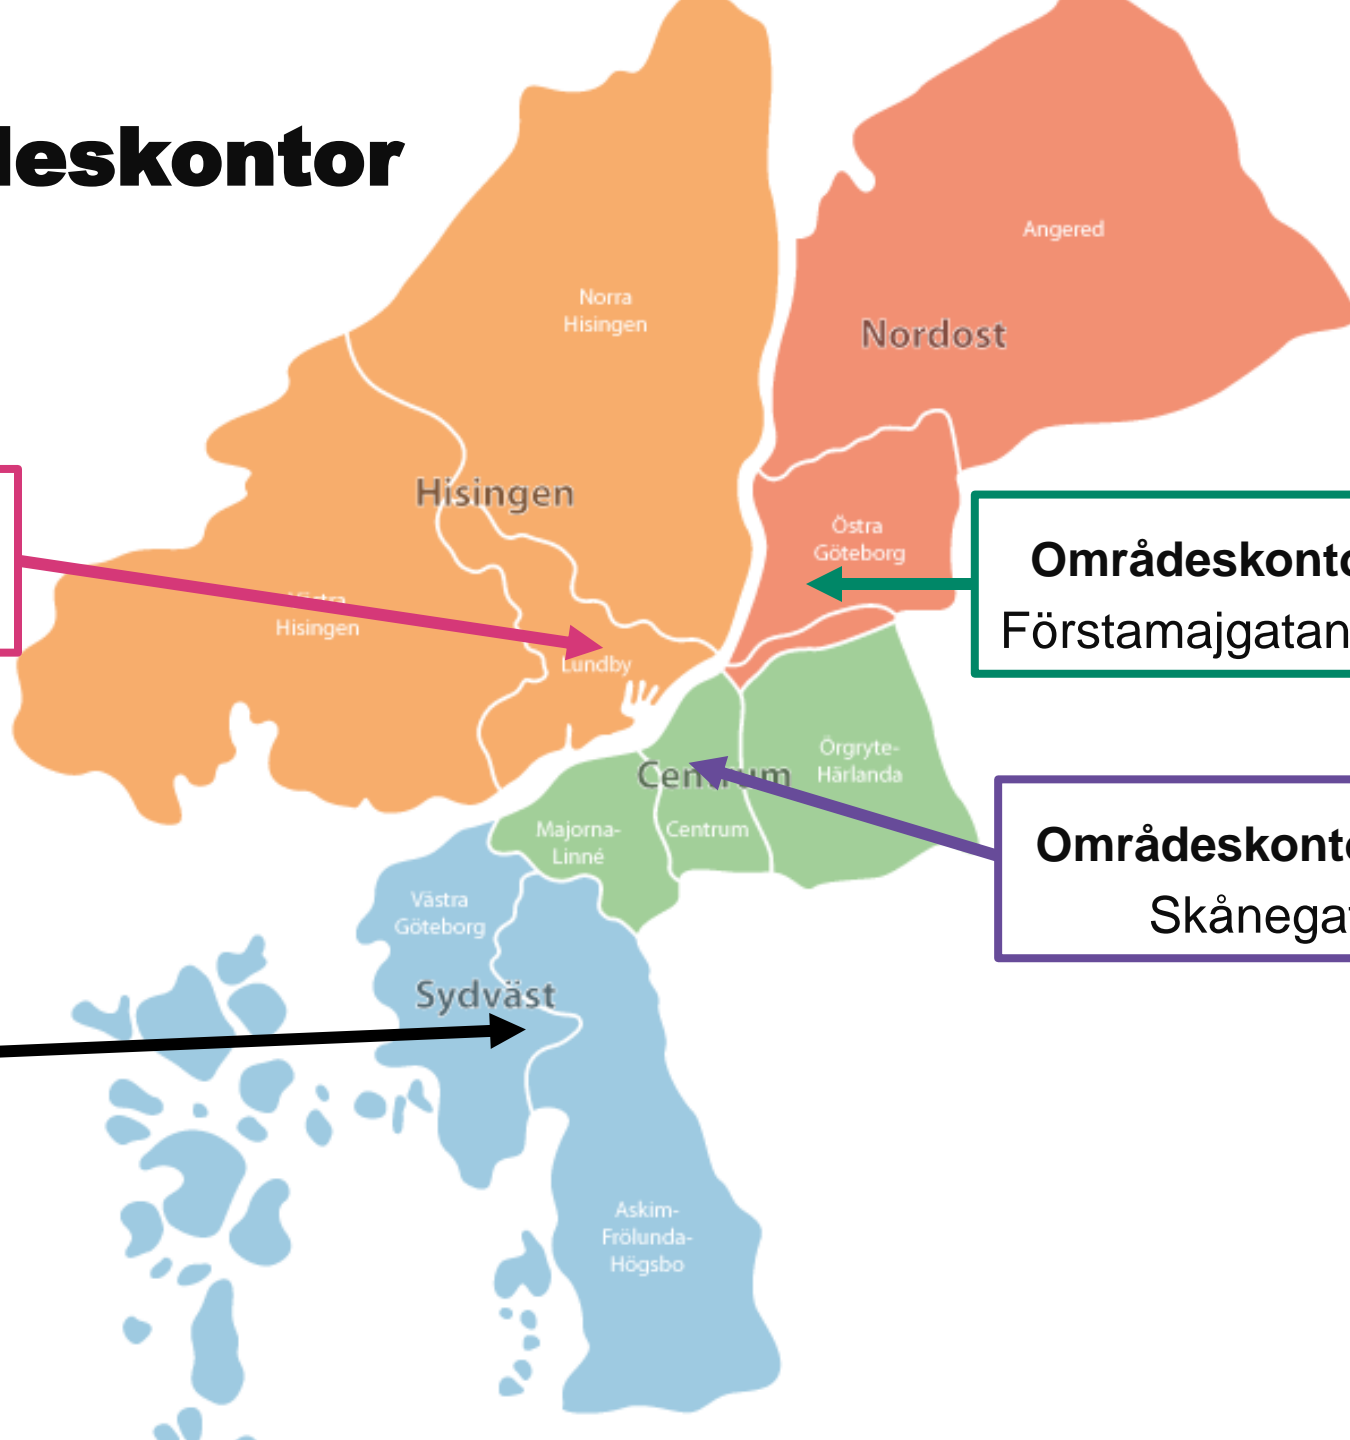 deskontor
Angered
Norra
Hisingen
Nordost
Hisingen
Östra
Göteborg
Områdeskonto
Förstamajgatan
Västra
Hisingen
Lundby
Örgryte-
Härlanda
Centrum
Majorna-
Linné
Centrum
Områdeskonto
Skånegat
Västra
Göteborg
Sydväst
Askim-
Frölunda-
Högsbo